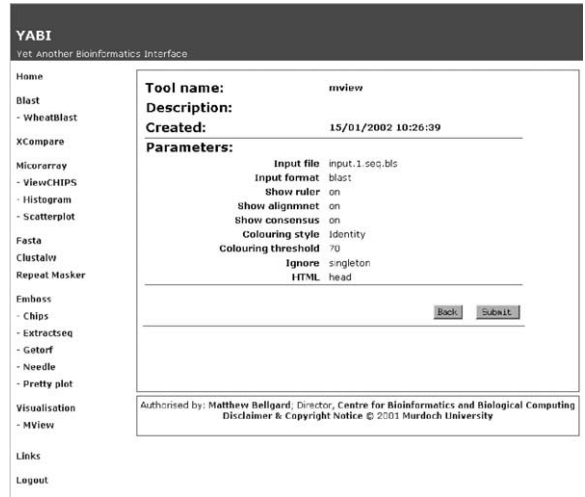 YABI
Yet Another Bioinformatics Interface
Home
Blast
- WheatBlast
XCompare
Micorarray
- ViewCHIPS
- Histogram
- Scatterplot
Fasta
Clustalw
Repeat Masker
Emboss
- Chips
- Extractseq
- Getorf
- Needle
- Pretty plot
Visualisation
- MView
Links
Logout
Tool name: mview
Description:
Created: 15/01/2002 10:26:39
Parameters:
Input file input.1.seq.bls
Input format blast
Show ruler on
Show alignmnet on
Show consensus on
Colouring style Identity
Colouring threshold 70
Ignore singleton
HTML head
Back Submit
Authorised by: Matthew Bellgard; Director, Centre for Bioinformatics and Biological Computing
Disclaimer & Copyright Notice © 2001 Murdoch University